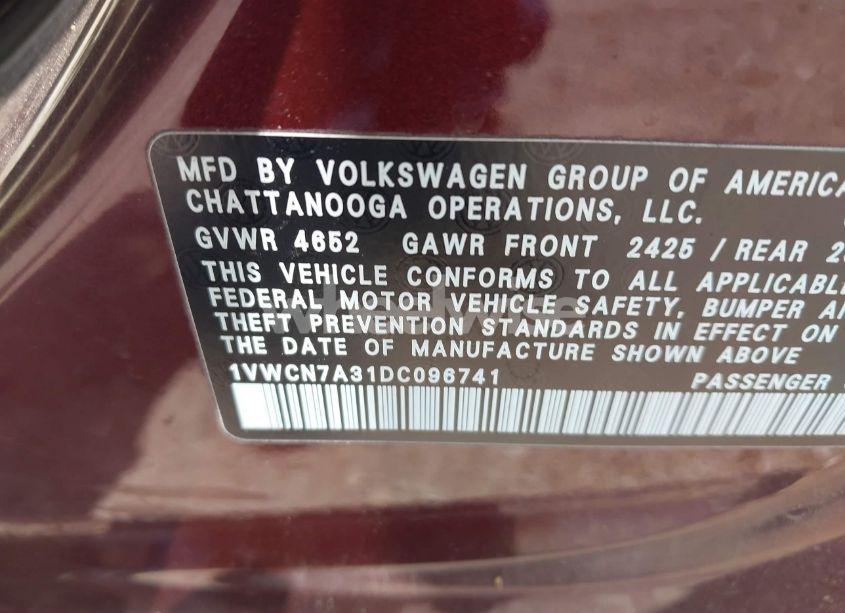 MFD BY VOLKSWAGEN GROUP OF AMERICA
CHATTANOOGA OPERATIONS, LLC.
GVWR 4652 GAWR FRONT 2425 / REAR
THIS VEHICLE CONFORMS TO ALL APPLICABLE
FEDERAL MOTOR VEHICLE SAFETY, BUMPER
THEFT PREVENTION STANDARDS IN EFFECT ON
THE DATE OF MANUFACTURE SHOWN ABOVE.
1VWCN7A31DC096741 PASSENGER